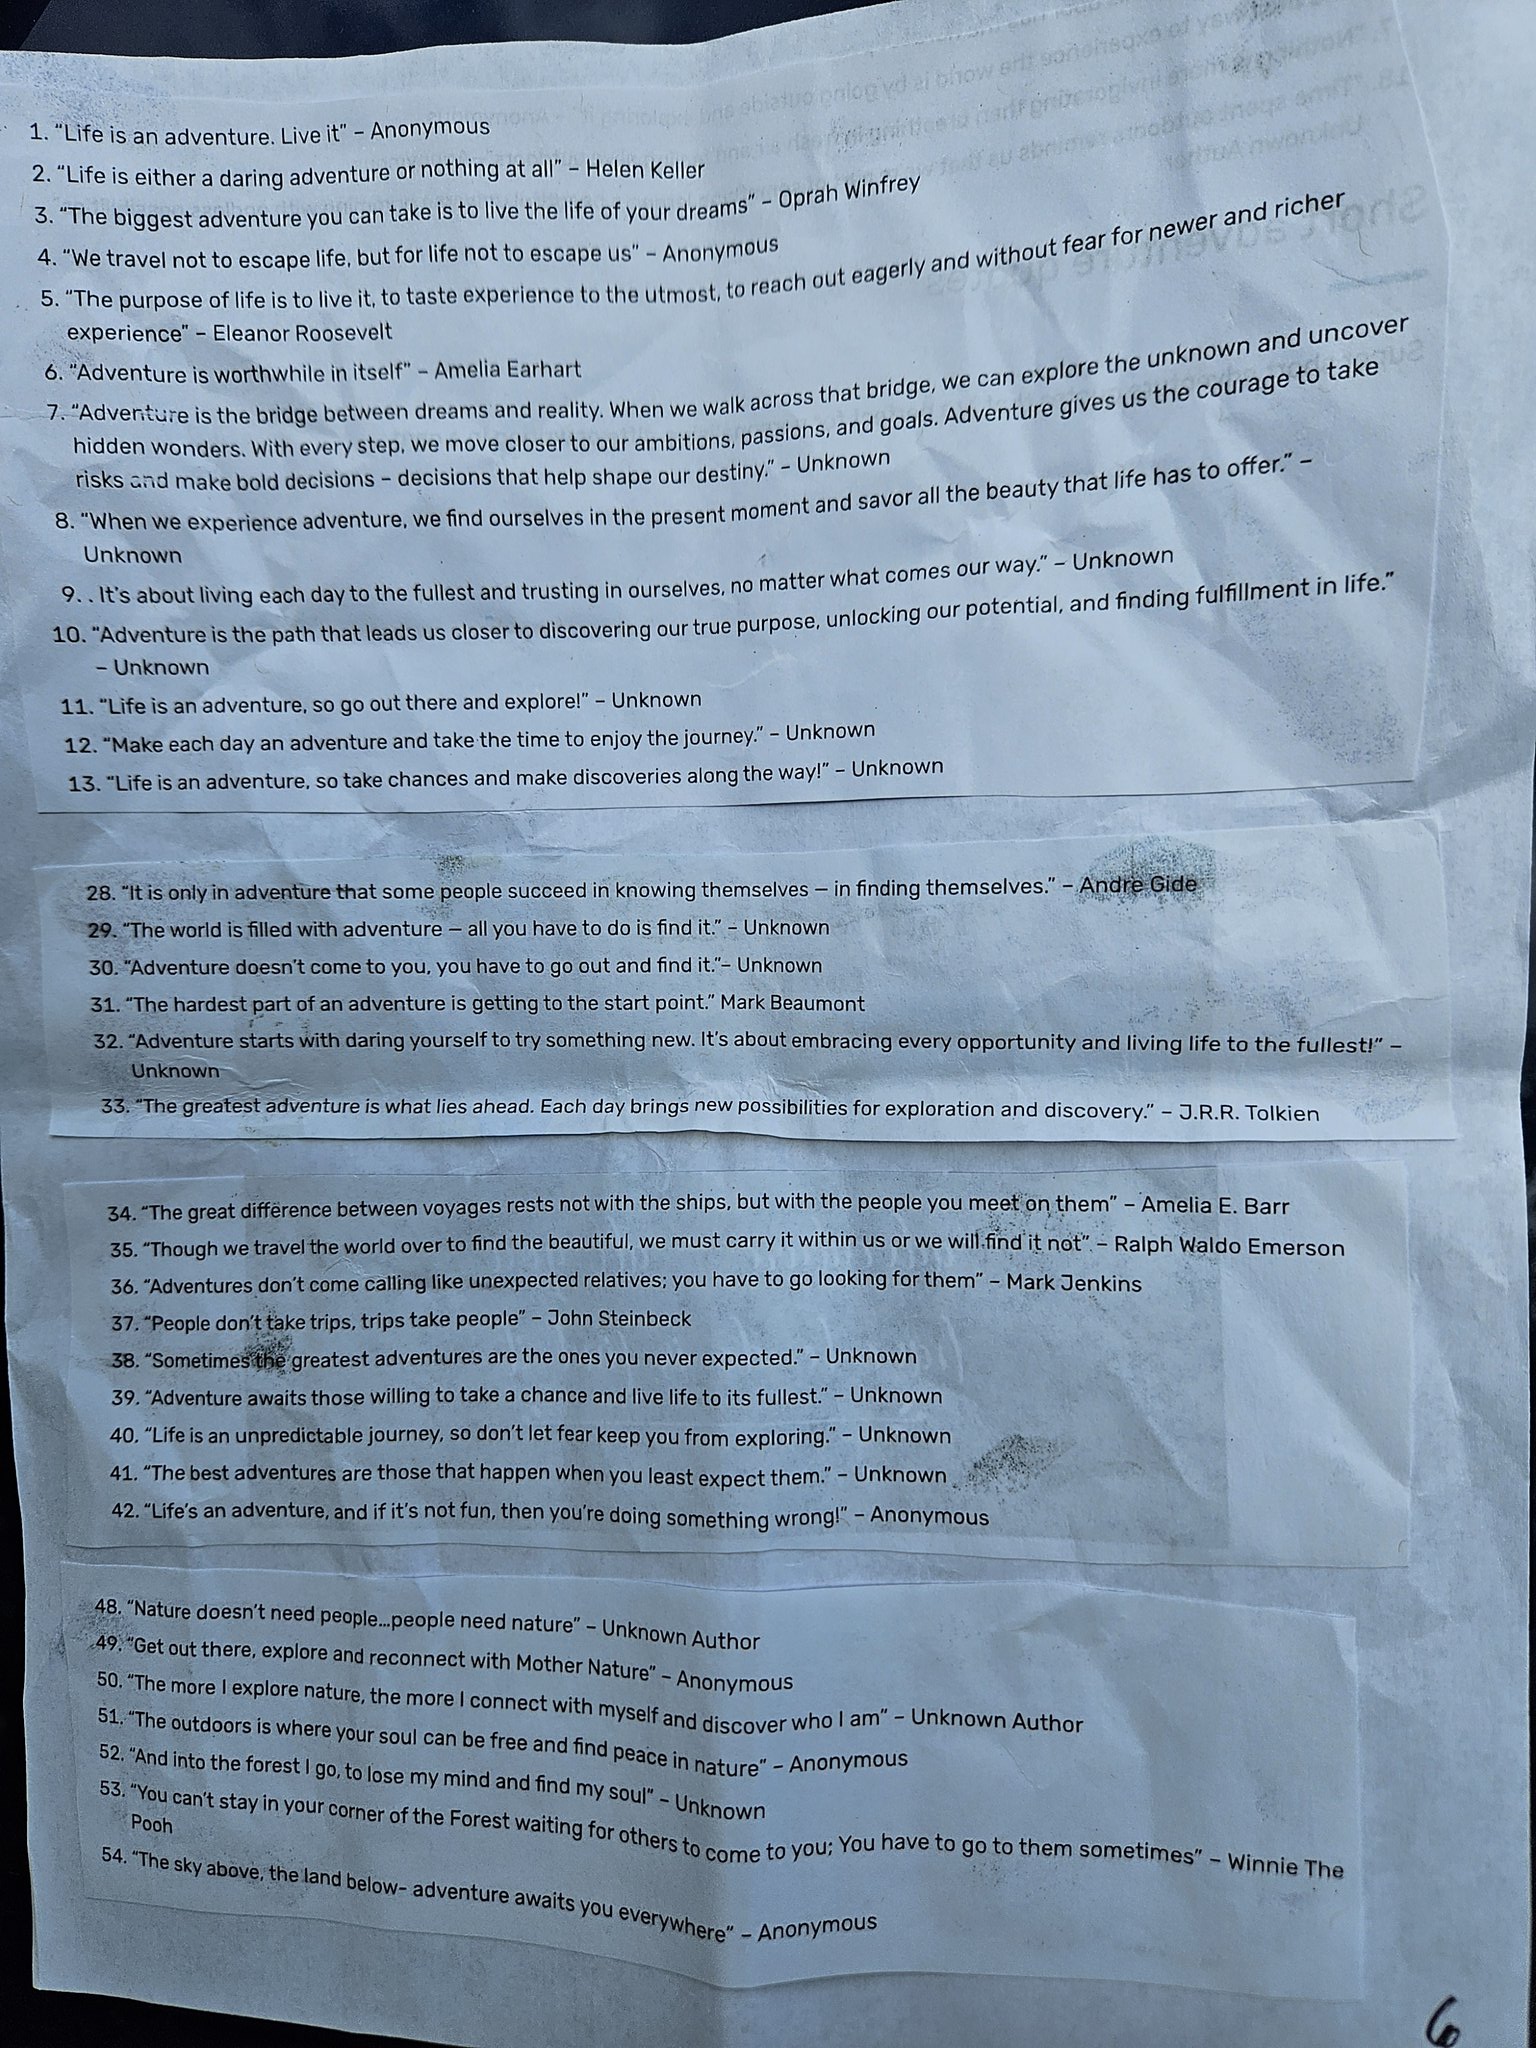 1. “Life is an adventure. Live it” – Anonymous
2. “Life is either a daring adventure or nothing at all” – Helen Keller
3. “The biggest adventure you can take is to live the life of your dreams” – Oprah Winfrey
4. “We travel not to escape life, but for life not to escape us” – Anonymous
5. “The purpose of life is to live it, to taste experience to the utmost, to reach out eagerly and without fear for newer and richer
experience” – Eleanor Roosevelt
6. “Adventure is worthwhile in itself” – Amelia Earhart
7. “Adventure is the bridge between dreams and reality. When we walk across that bridge, we can explore the unknown and uncover
hidden wonders. With every step, we move closer to our ambitions, passions, and goals. Adventure gives us the courage to take
risks and make bold decisions – decisions that help shape our destiny.” – Unknown
8. “When we experience adventure, we find ourselves in the present moment and savor all the beauty that life has to offer.” –
Unknown
9. . It’s about living each day to the fullest and trusting in ourselves, no matter what comes our way.” – Unknown
10. “Adventure is the path that leads us closer to discovering our true purpose, unlocking our potential, and finding fulfillment in life.”
– Unknown
11. “Life is an adventure, so go out there and explore!” – Unknown
12. “Make each day an adventure and take the time to enjoy the journey.” – Unknown
13. “Life is an adventure, so take chances and make discoveries along the way!” – Unknown
28. “It is only in adventure that some people succeed in knowing themselves — in finding themselves.” – Andre Gide
29. “The world is filled with adventure — all you have to do is find it.” – Unknown
30. “Adventure doesn’t come to you, you have to go out and find it.”– Unknown
31. “The hardest part of an adventure is getting to the start point.” Mark Beaumont
32. “Adventure starts with daring yourself to try something new. It’s about embracing every opportunity and living life to the fullest!” –
Unknown
33. “The greatest adventure is what lies ahead. Each day brings new possibilities for exploration and discovery.” – J.R.R. Tolkien
34. “The great difference between voyages rests not with the ships, but with the people you meet on them” – Amelia E. Barr
35. “Though we travel the world over to find the beautiful, we must carry it within us or we will find it not” – Ralph Waldo Emerson
36. “Adventures don’t come calling like unexpected relatives; you have to go looking for them” – Mark Jenkins
37. “People don’t take trips, trips take people” – John Steinbeck
38. “Sometimes the greatest adventures are the ones you never expected.” – Unknown
39. “Adventure awaits those willing to take a chance and live life to its fullest.” – Unknown
40. “Life is an unpredictable journey, so don’t let fear keep you from exploring.” – Unknown
41. “The best adventures are those that happen when you least expect them.” – Unknown
42. “Life’s an adventure, and if it’s not fun, then you’re doing something wrong!” – Anonymous
48. “Nature doesn’t need people…people need nature” – Unknown Author
49. “Get out there, explore and reconnect with Mother Nature” – Anonymous
50. “The more I explore nature, the more I connect with myself and discover who I am” – Unknown Author
51. “The outdoors is where your soul can be free and find peace in nature” – Anonymous
52. “And into the forest I go, to lose my mind and find my soul” – Unknown
53. “You can’t stay in your corner of the Forest waiting for others to come to you; You have to go to them sometimes” – Winnie The
Pooh
54. “The sky above, the land below– adventure awaits you everywhere” – Anonymous
6